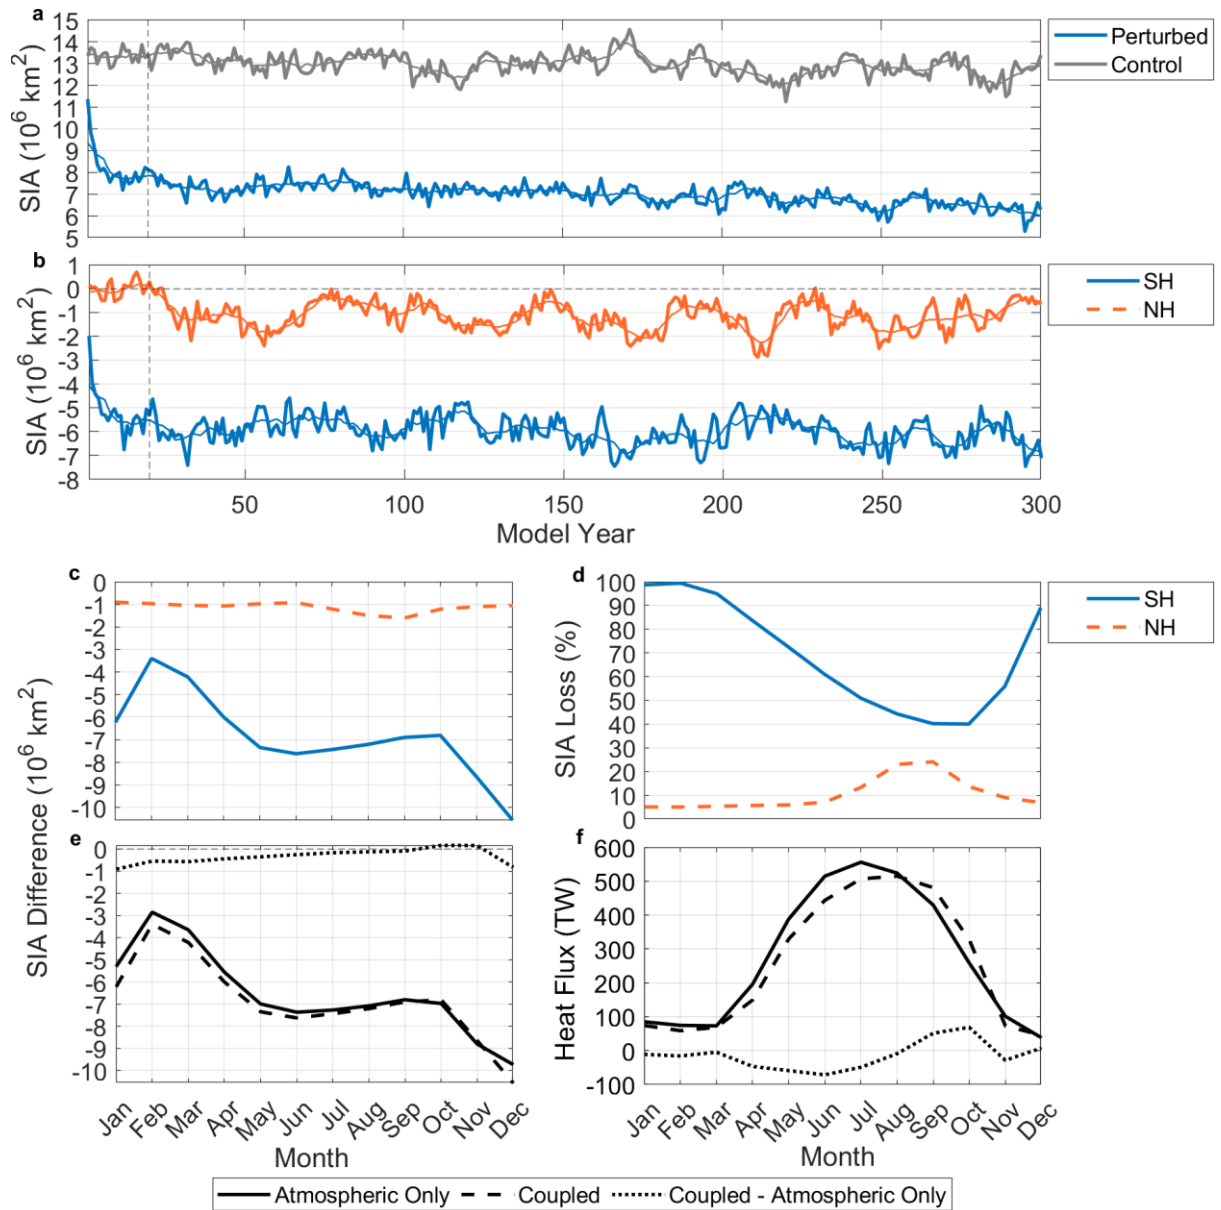 a
15
14
13
12
11
10
9
8
7
6
5
SIA (10^6 km^2)
Perturbed
Control
b
1
0
-1
-2
-3
-4
-5
-6
-7
-8
SIA (10^6 km^2)
50 100 150 200 250 300
Model Year
SH
NH
c
0
-1
-2
-3
-4
-5
-6
-7
-8
-9
-10
SIA Difference (10^6 km^2)
d
100
90
80
70
60
50
40
30
20
10
0
SIA Loss (%)
SH
NH
e
0
-1
-2
-3
-4
-5
-6
-7
-8
-9
-10
Jan Feb Mar Apr May Jun Jul Aug Sep Oct Nov Dec
Month
f
600
500
400
300
200
100
0
-100
Heat Flux (TW)
Jan Feb Mar Apr May Jun Jul Aug Sep Oct Nov Dec
Month
Atmospheric Only Coupled Coupled - Atmospheric Only